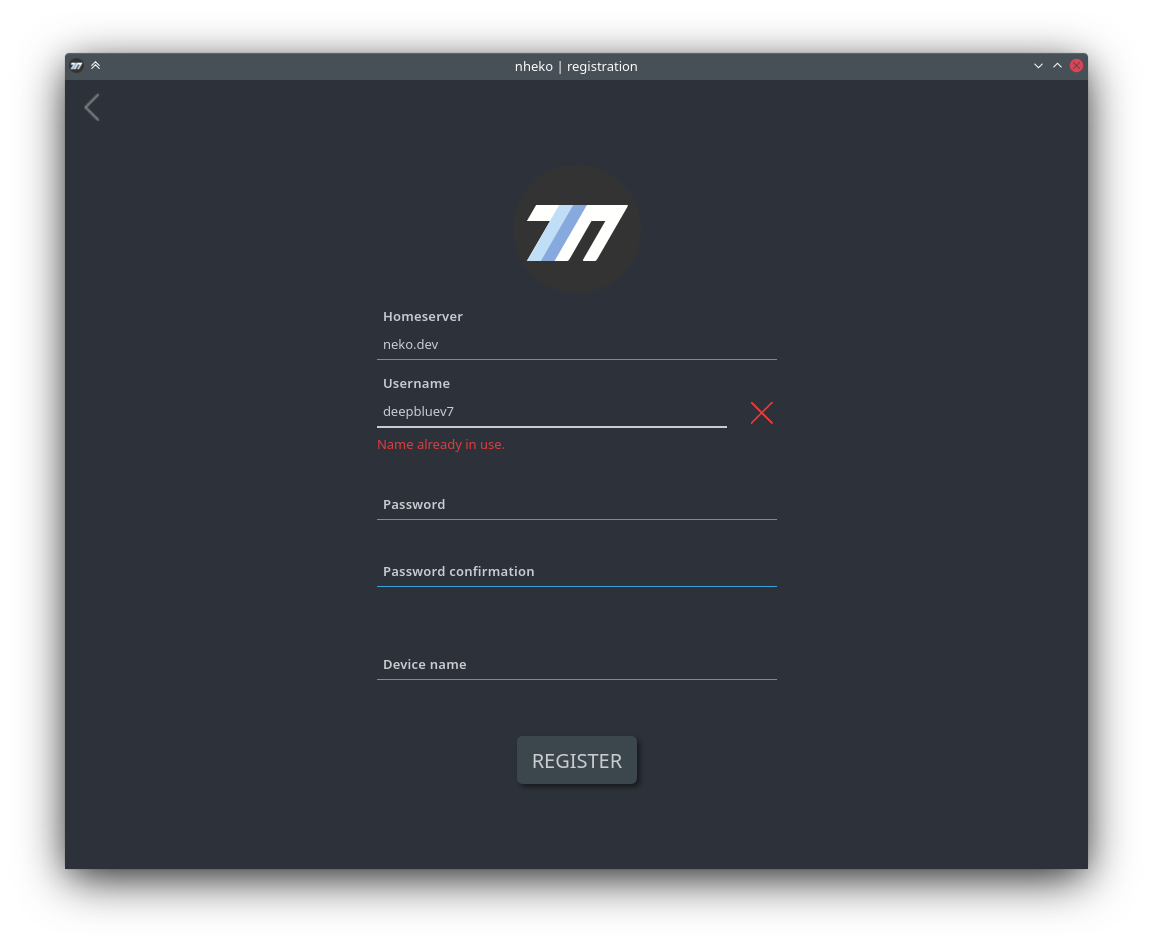 nheko | registration
Homeserver
neko.dev
Username
deepbluev7
Name already in use.
Password
Password confirmation
Device name
REGISTER